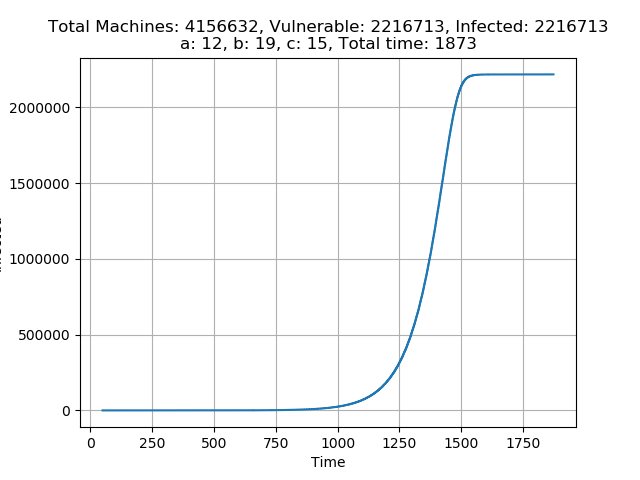 Total Machines: 4156632, Vulnerable: 2216713, Infected: 2216713
a: 12, b: 19, c: 15, Total time: 1873
2000000
1500000
1000000
500000
0
0 250 500 750 1000 1250 1500 1750
Time